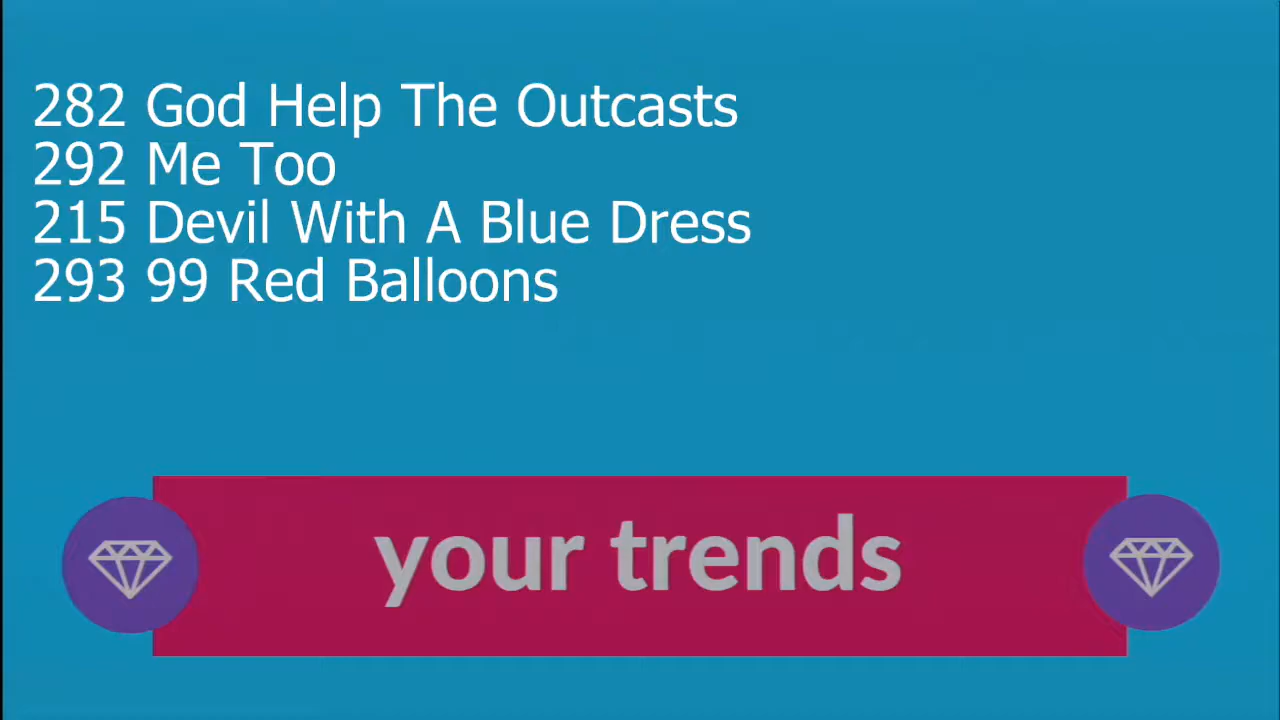 282 God Help The Outcasts
292 Me Too
215 Devil With A Blue Dress
293 99 Red Balloons
your trends